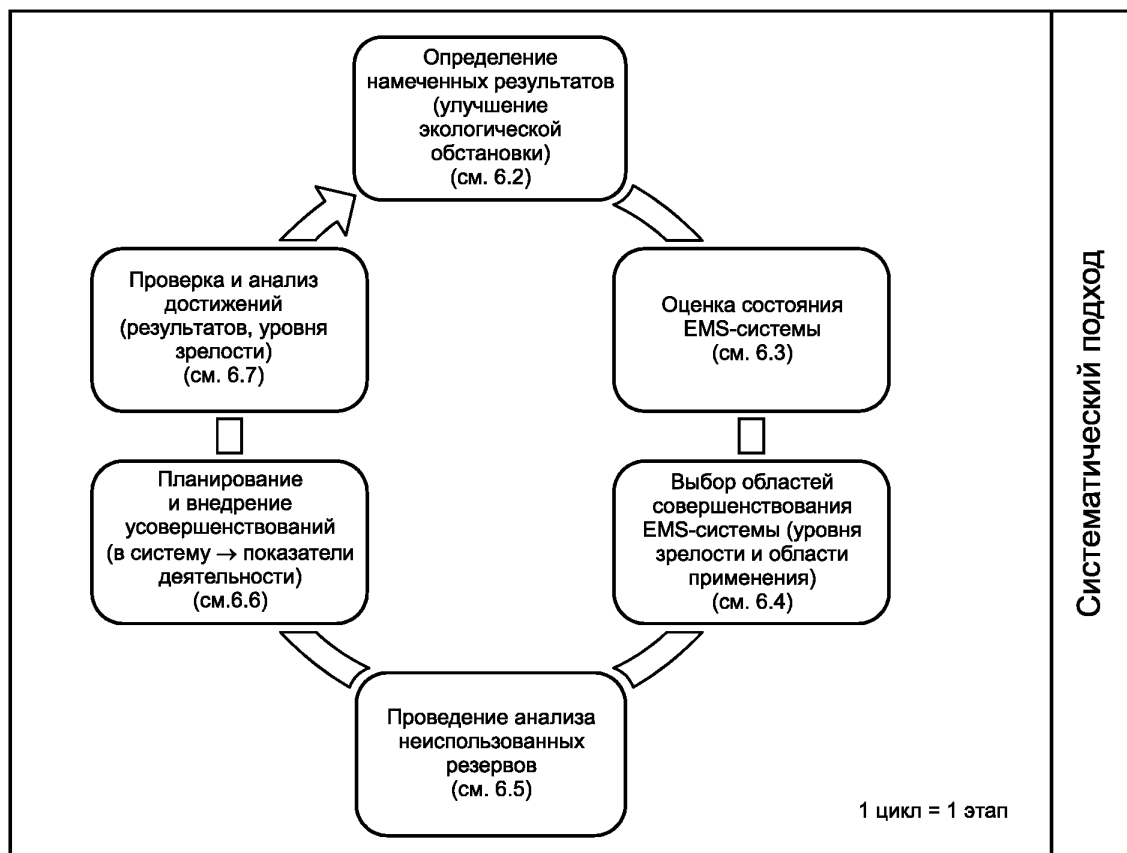 Определение
намеченных результатов
(улучшение
экологической
обстановки)
(см. 6.2)
Оценка состояния
EMS-системы
(см. 6.3)
Выбор областей
совершенствования
EMS-системы (уровня
зрелости и области
применения)
(см. 6.4)
Проведение анализа
неиспользованных
резервов
(см. 6.5)
Планирование
и внедрение
усовершенствований
(в систему → показатели
деятельности)
(см.6.6)
Проверка и анализ
достижений
(результатов, уровня
зрелости)
(см. 6.7)
1 цикл = 1 этап
Систематический подход